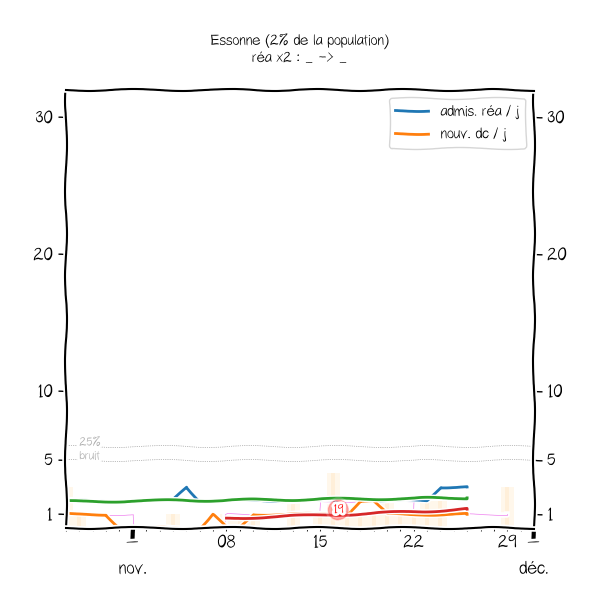 Essonne (2% de la population)
réa x2 : _ -> _
admis. réa / j
nouv. dc / j
30
30
20
20
10
10
25%
bruit
5
5
19
1
1
08
15
22
29
nov.
déc.